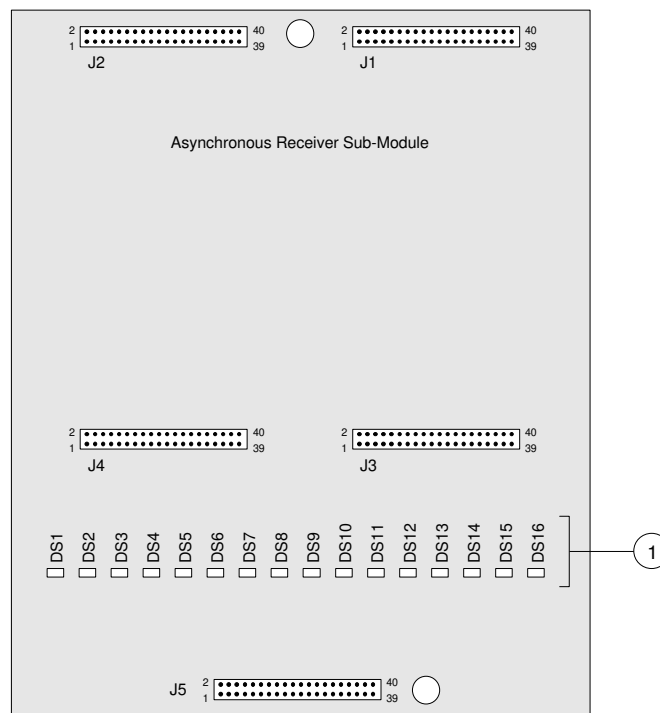 2 40 2 40
1 39 1 39
J2 J1
Asynchronous Receiver Sub-Module
2 40 2 40
1 39 1 39
J4 J3
DS1 DS2 DS3 DS4 DS5 DS6 DS7 DS8 DS9 DS10 DS11 DS12 DS13 DS14 DS15 DS16
1
J5 2 40
1 39